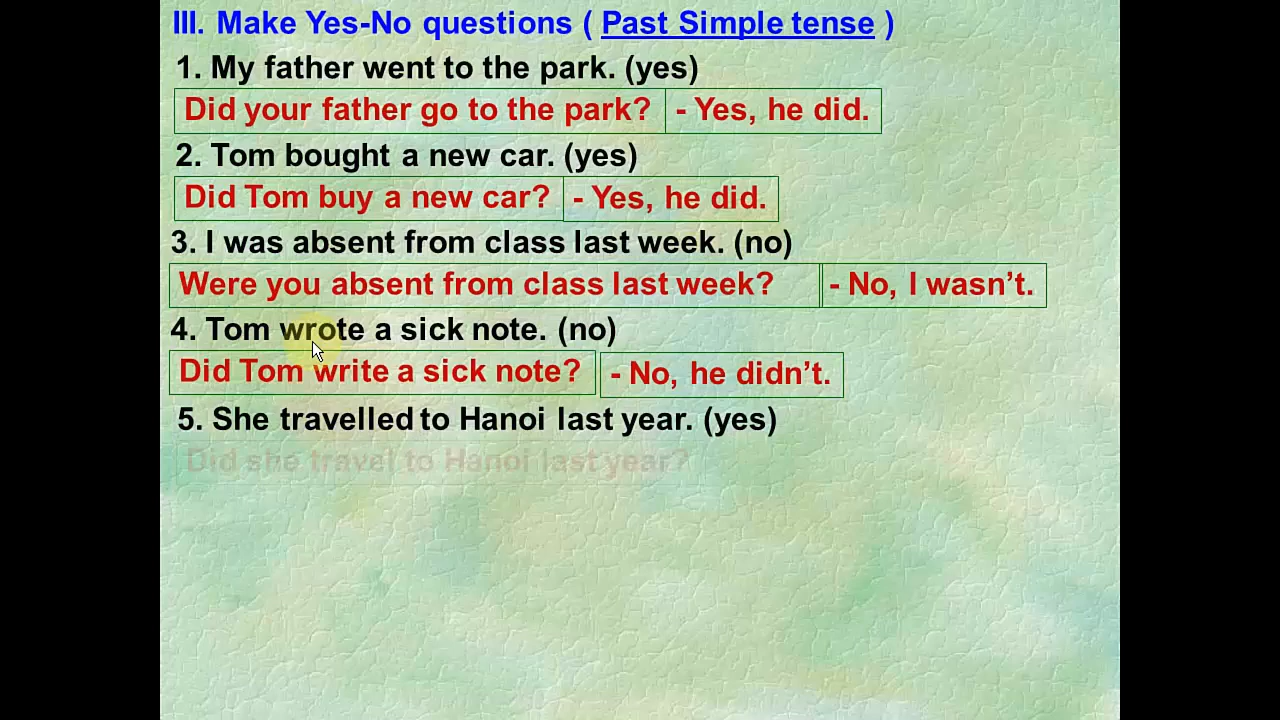 III. Make Yes-No questions ( Past Simple tense )
1. My father went to the park. (yes)
Did your father go to the park? - Yes, he did.
2. Tom bought a new car. (yes)
Did Tom buy a new car? - Yes, he did.
3. I was absent from class last week. (no)
Were you absent from class last week? - No, I wasn’t.
4. Tom wrote a sick note. (no)
Did Tom write a sick note? - No, he didn’t.
5. She travelled to Hanoi last year. (yes)
Did she travel to Hanoi last year?